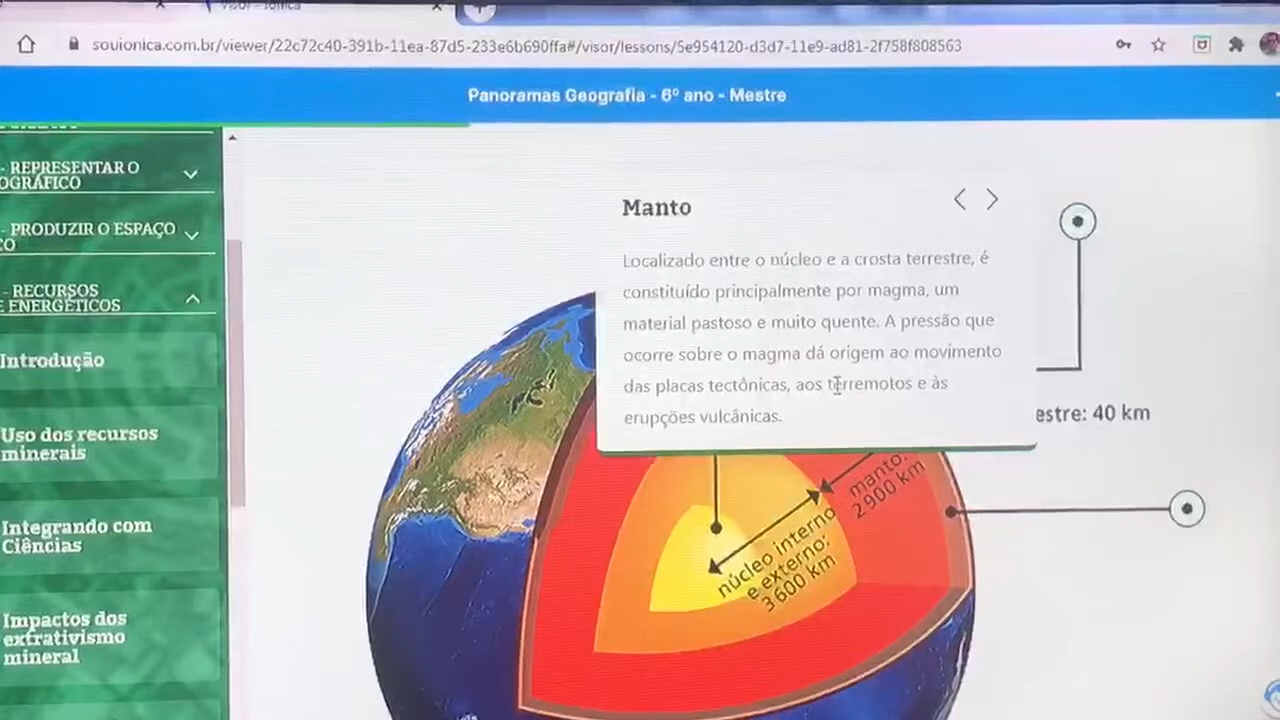 souionica.com.br/viewer/22c72c40-391b-11ea-87d5-233e6b690ffa#/visor/lessons/5e954120-d3d7-11e9-ad81-2f758f808563
Panoramas Geografia - 6º ano - Mestre
- REPRESENTAR O
OGRÁFICO
- PRODUZIR O ESPAÇO
CO
- RECURSOS
E ENERGÉTICOS
Introdução
Uso dos recursos
minerais
Integrando com
Ciências
Impactos dos
extrativismo
mineral
Manto
Localizado entre o núcleo e a crosta terrestre, é
constituído principalmente por magma, um
material pastoso e muito quente. A pressão que
ocorre sobre o magma dá origem ao movimento
das placas tectônicas, aos terremotos e às
erupções vulcânicas.
estre: 40 km
manto:
2 900 km
núcleo interno
e externo:
3 600 km